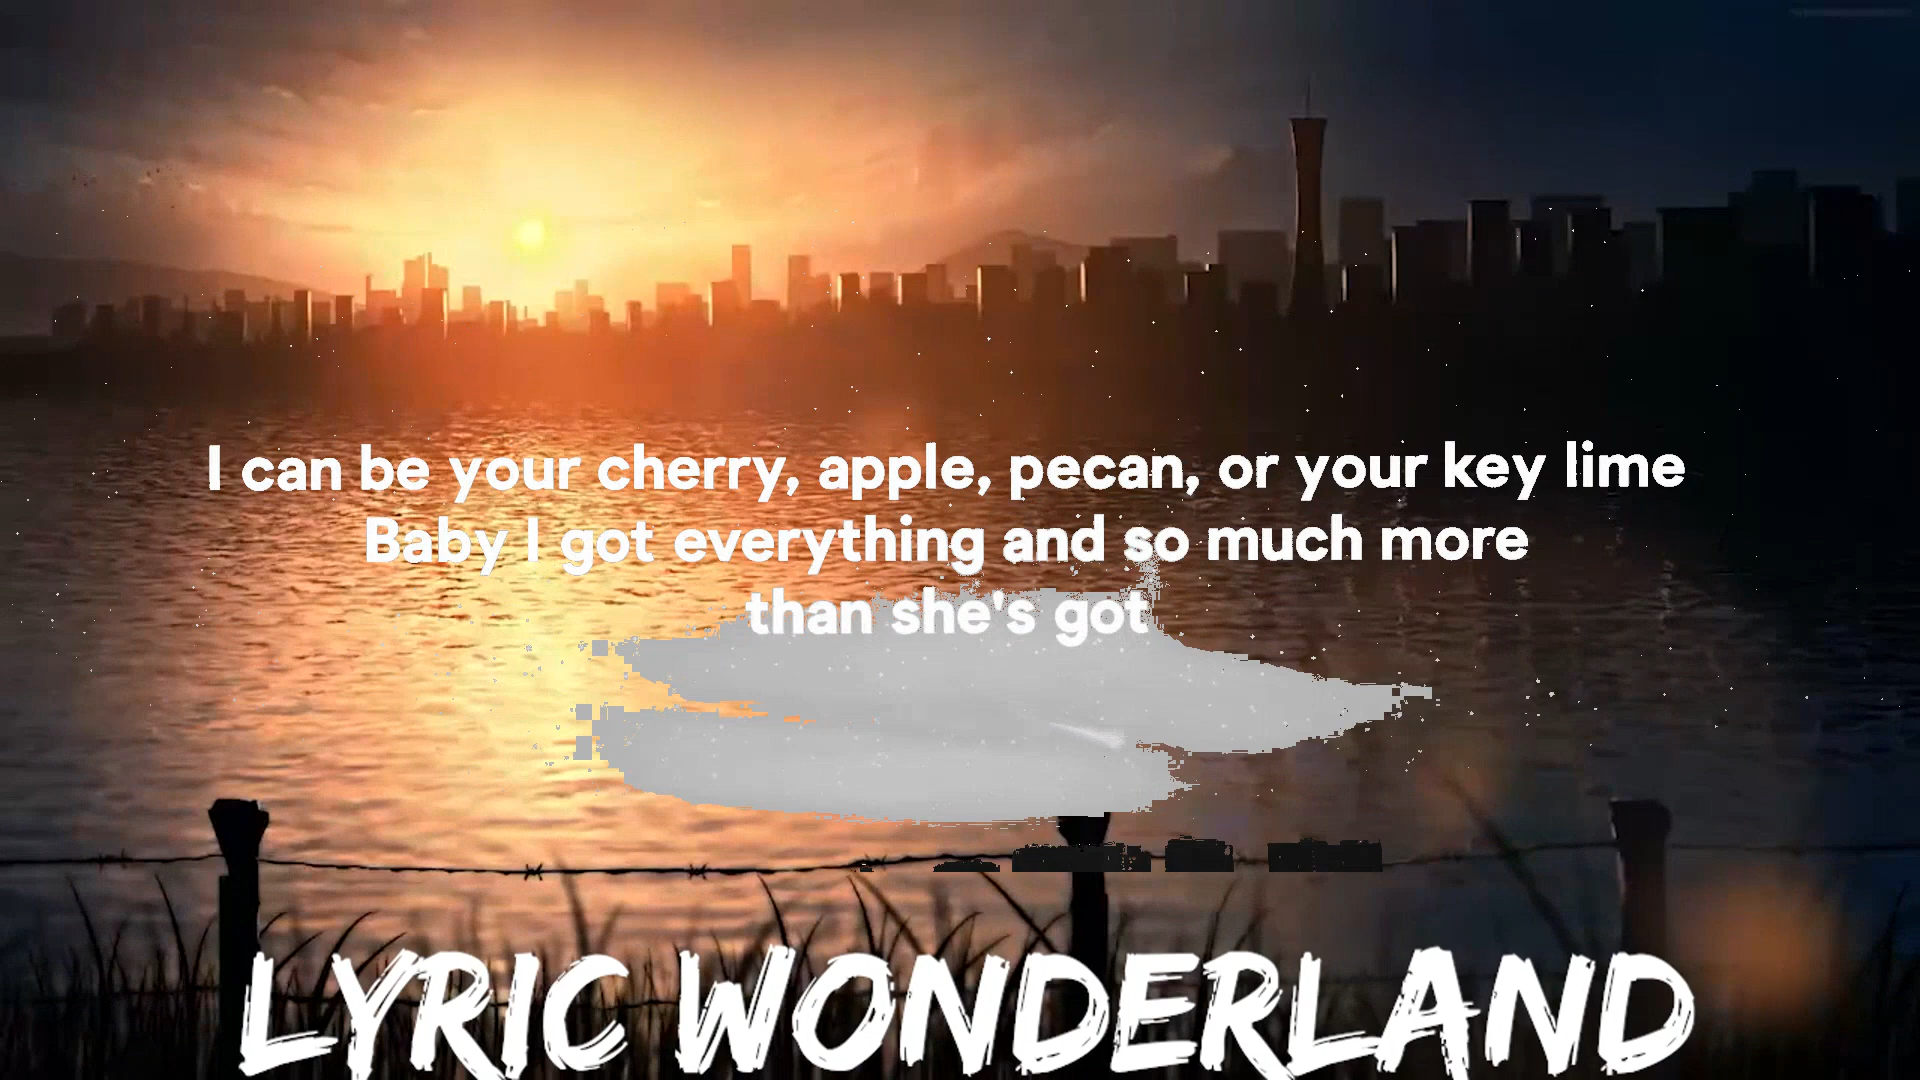 I can be your cherry, apple, pecan, or your key lime
Baby I got everything and so much more
than she's got
LYRIC WONDERLAND